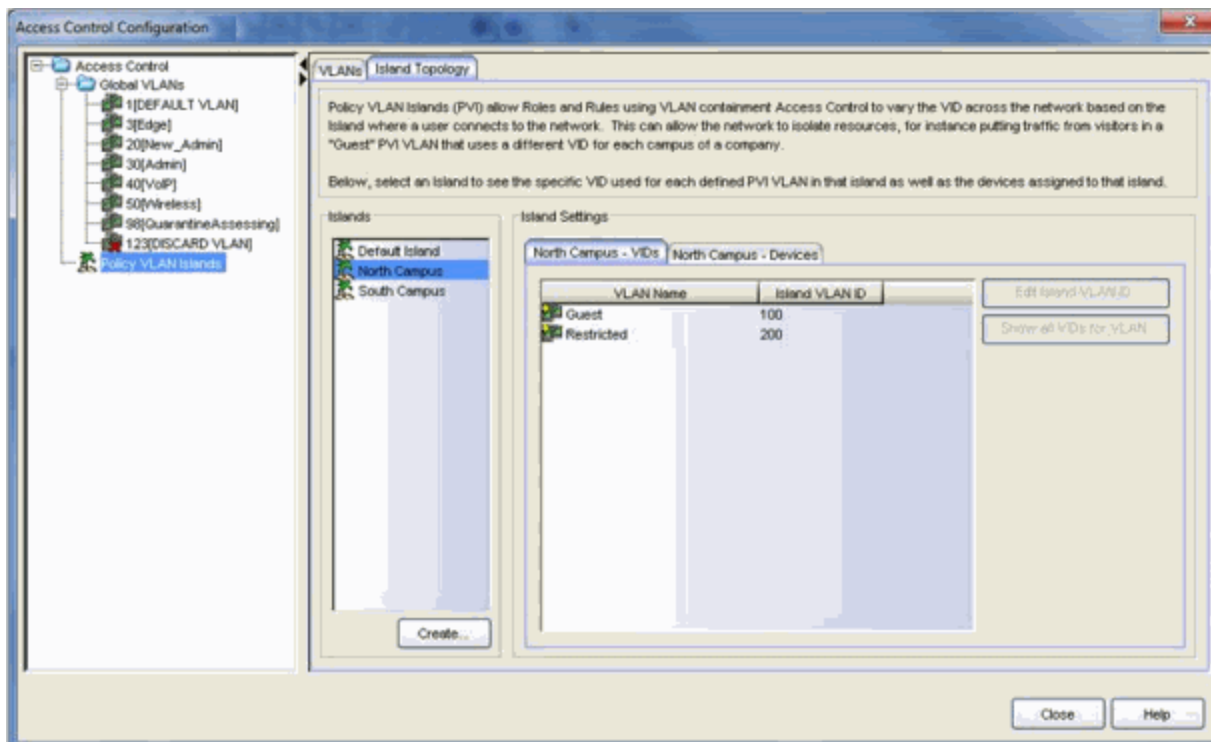 Access Control Configuration
Access Control
Global VLANs
1[DEFAULT VLAN]
3[Edge]
20[New_Admin]
30[Admin]
40[VoIP]
50[Wireless]
98[QuarantineAssessing]
123[DISCARD VLAN]
Policy VLAN Islands
VLANs
Island Topology
Policy VLAN Islands (PVI) allow Roles and Rules using VLAN containment Access Control to vary the VID across the network based on the
Island where a user connects to the network. This can allow the network to isolate resources, for instance putting traffic from visitors in a
"Guest" PVI VLAN that uses a different VID for each campus of a company.
Below, select an Island to see the specific VID used for each defined PVI VLAN in that island as well as the devices assigned to that island.
Islands
Default Island
North Campus
South Campus
Create...
Island Settings
North Campus - VIDs
North Campus - Devices
VLAN Name Island VLAN ID
Guest 100
Restricted 200
Edit Island VLAN ID
Show all VIDs for VLAN
Close
Help